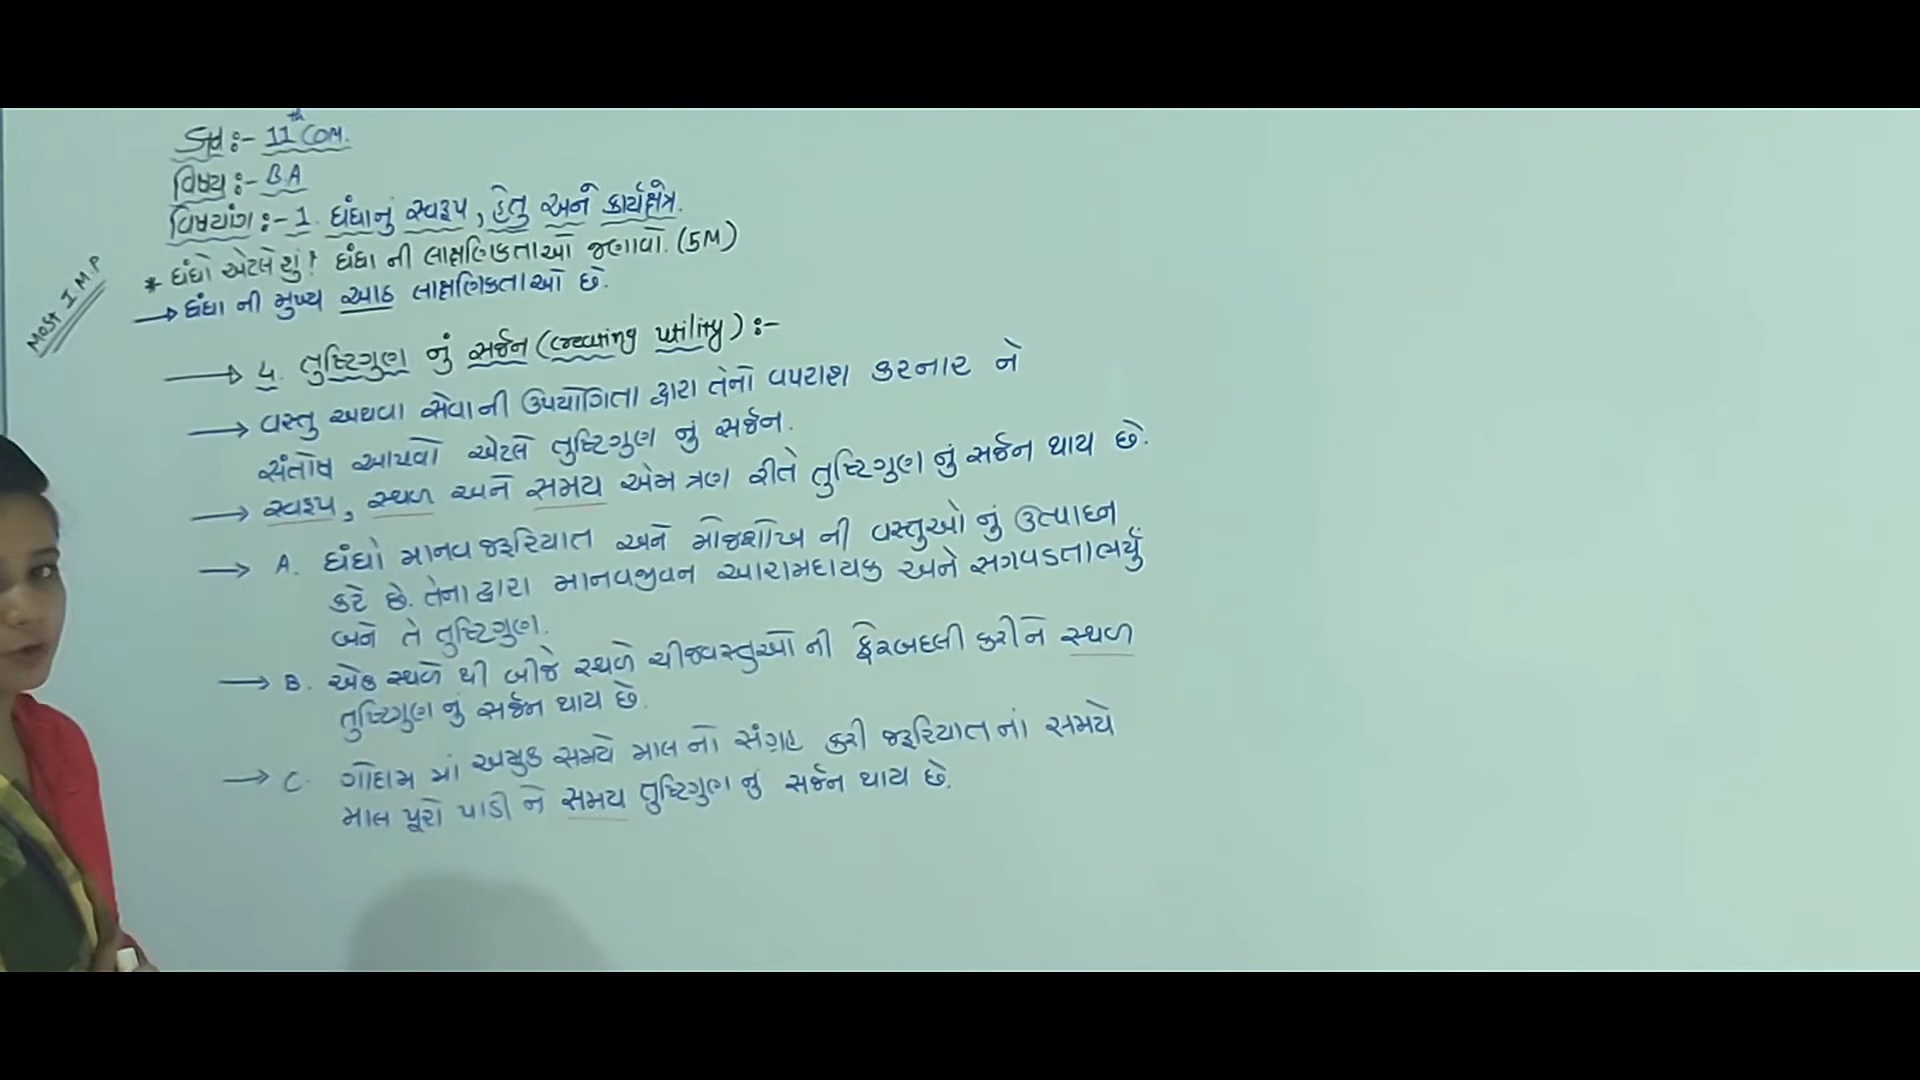 Std :- 11th COM.
વિષય :- BA
વિષયાંગ :- 1. ધંધાનું સ્વરૂપ, હેતુ અને કાર્યક્ષેત્ર.
Most I.M.P
* ધંધો એટલે શું? ધંધા ની લાક્ષણિકતાઓ જણાવો. (5M)
→ ધંધા ની મુખ્ય આઠ લાક્ષણિકતાઓ છે.
→ 4. તુષ્ટિગુણ નું સર્જન (creating utility) :-
→ વસ્તુ અથવા સેવા ની ઉપયોગિતા દ્વારા તેનો વપરાશ કરનાર ને
સંતોષ આપવો એટલે તુષ્ટિગુણ નું સર્જન.
→ સ્વરૂપ, સ્થળ અને સમય એમ ત્રણ રીતે તુષ્ટિગુણ નું સર્જન થાય છે.
→ A. ધંધો માનવ જરૂરિયાત અને મોજશોખ ની વસ્તુઓ નું ઉત્પાદન
કરે છે. તેના દ્વારા માનવજીવન આરામદાયક અને સગવડતાભર્યું
બને તે તુષ્ટિગુણ.
→ B. એક સ્થળે થી બીજે સ્થળે ચીજવસ્તુઓ ની ફેરબદલી કરીને સ્થળ
તુષ્ટિગુણ નું સર્જન થાય છે.
→ C. ગોદામ માં અમુક સમયે માલ નો સંગ્રહ કરી જરૂરિયાત નાં સમયે
માલ પૂરો પાડી ને સમય તુષ્ટિગુણ નું સર્જન થાય છે.